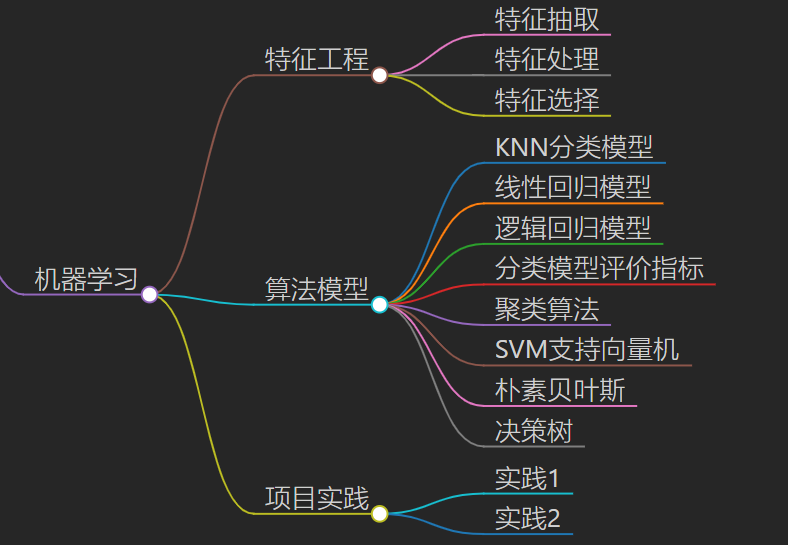 特征抽取
特征工程
特征处理
特征选择
KNN分类模型
线性回归模型
逻辑回归模型
分类模型评价指标
机器学习
算法模型
聚类算法
SVM支持向量机
朴素贝叶斯
决策树
实践1
项目实践
实践2